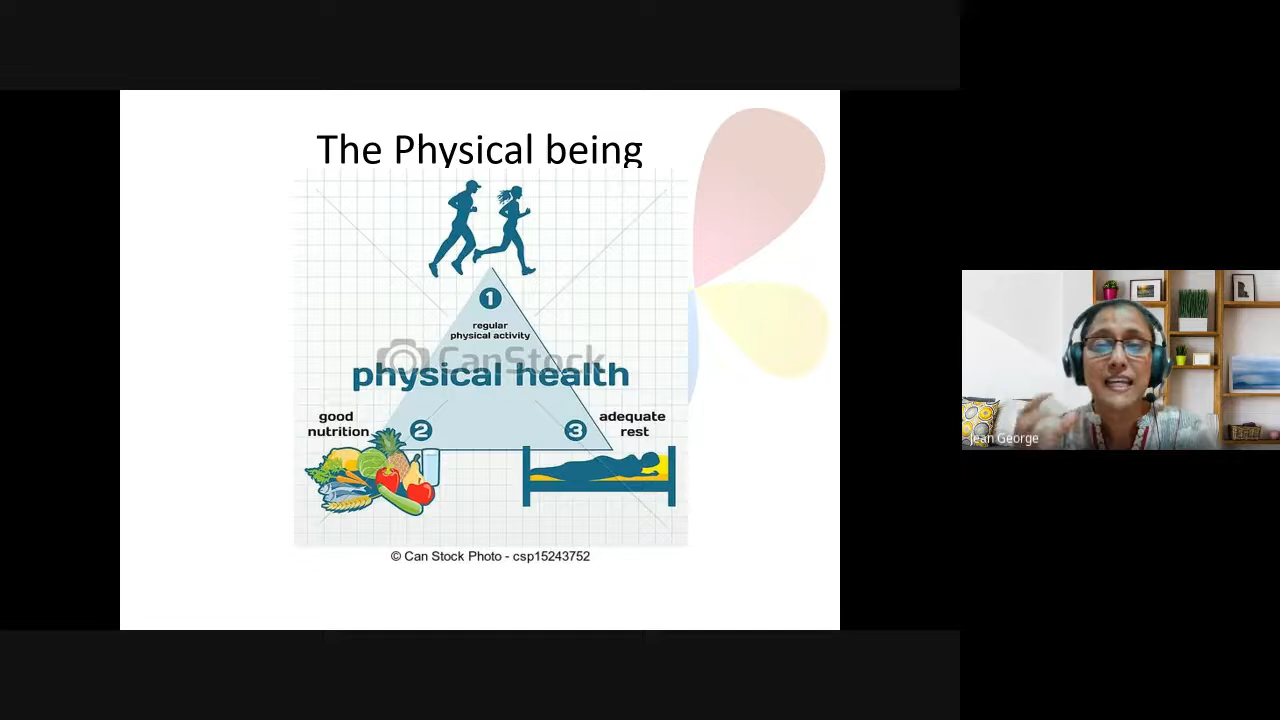 The Physical being
1
regular
physical activity
CanStock
physical health
good
nutrition
2
3
adequate
rest
© Can Stock Photo - csp15243752
Jean George